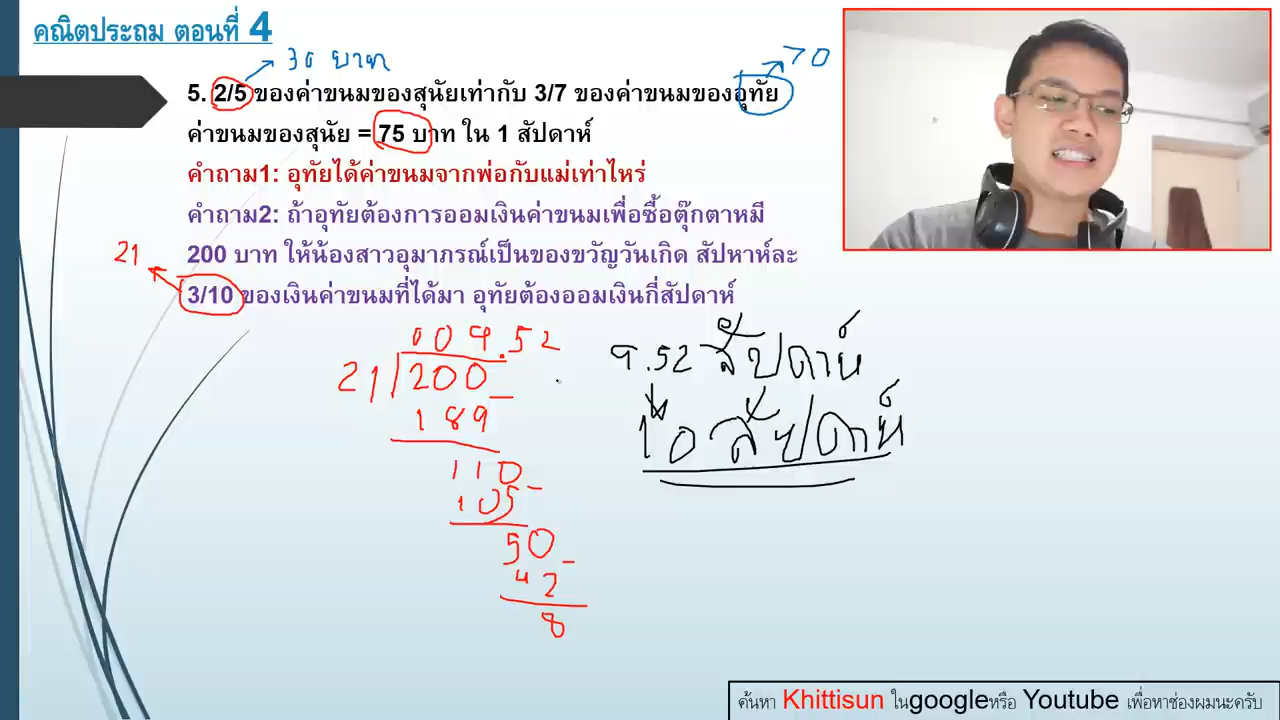 คณิตประถม ตอนที่ 4
30 บาท
70
5. 2/5 ของค่าขนมของสุนัยเท่ากับ 3/7 ของค่าขนมของอุทัย
ค่าขนมของสุนัย = 75 บาท ใน 1 สัปดาห์
คำถาม1: อุทัยได้ค่าขนมจากพ่อกับแม่เท่าไหร่
คำถาม2: ถ้าอุทัยต้องการออมเงินค่าขนมเพื่อซื้อตุ๊กตาหมี
200 บาท ให้น้องสาวอุมาภรณ์เป็นของขวัญวันเกิด สัปหาห์ละ
21
3/10 ของเงินค่าขนมที่ได้มา อุทัยต้องออมเงินกี่สัปดาห์
009.52
21 200
189
110
105
50
42
8
9.52 สัปดาห์
10 สัปดาห์
ค้นหา Khittisun ในgoogleหรือ Youtube เพื่อหาช่องผมนะครับ